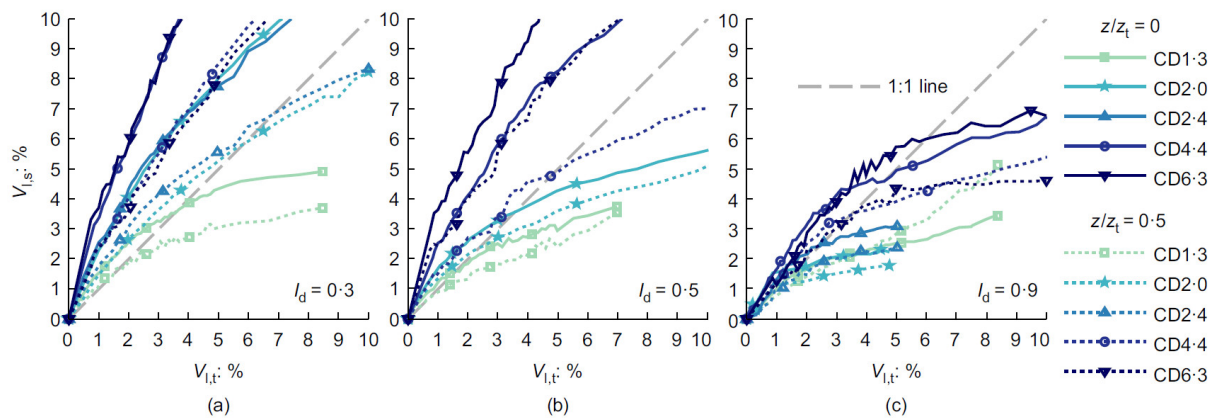 10
9
8
7
6
5
4
3
2
1
0
V_l,s: %
0 1 2 3 4 5 6 7 8 9 10
I_d = 0·3
V_l,t: %
(a)
10
9
8
7
6
5
4
3
2
1
0
0 1 2 3 4 5 6 7 8 9 10
I_d = 0·5
V_l,t: %
(b)
10
9
8
7
6
5
4
3
2
1
0
0 1 2 3 4 5 6 7 8 9 10
1:1 line
I_d = 0·9
V_l,t: %
(c)
z/z_t = 0
CD1·3
CD2·0
CD2·4
CD4·4
CD6·3
z/z_t = 0·5
CD1·3
CD2·0
CD2·4
CD4·4
CD6·3